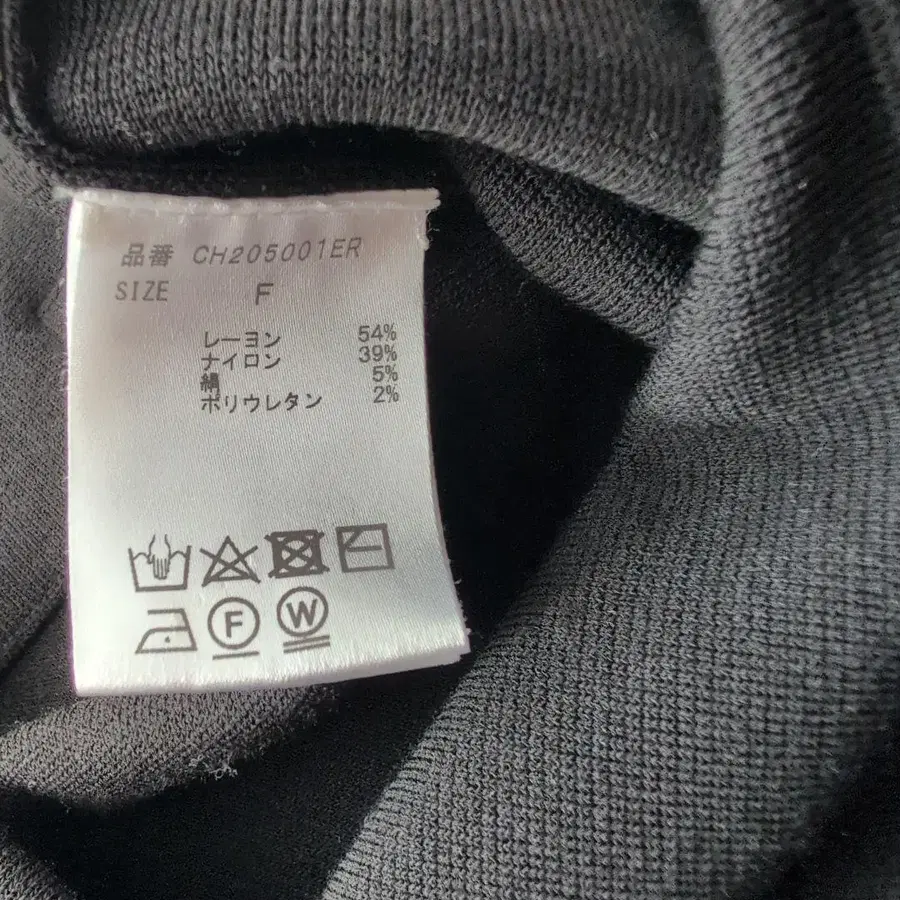 品番 CH205001ER
SIZE F
レーヨン 54%
ナイロン 39%
絹 5%
ポリウレタン 2%
F W